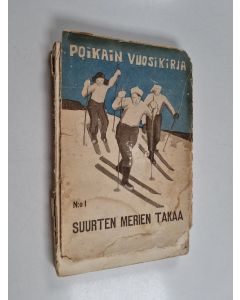 POIKAIN VUOSIKIRJA
N:o 1
SUURTEN MERIEN TAKAA